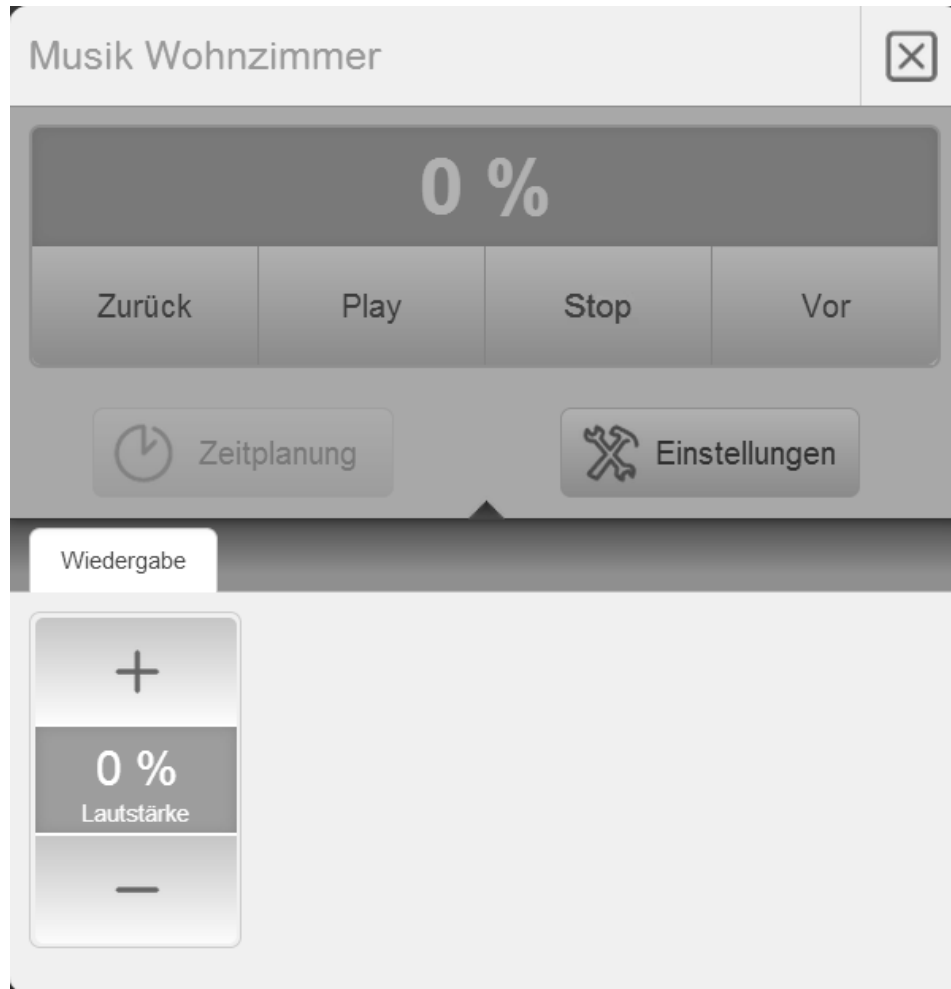 Musik Wohnzimmer
0 %
Zurück Play Stop Vor
Zeitplanung Einstellungen
Wiedergabe
+
0 %
Lautstärke
−